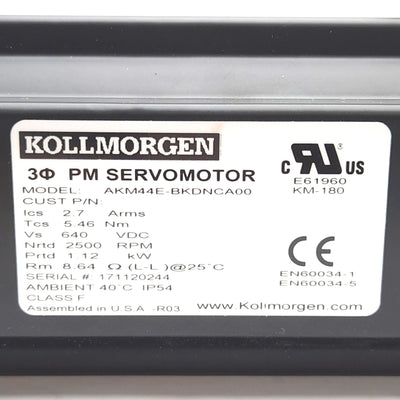 KOLLMORGEN
3Φ PM SERVOMOTOR
MODEL: AKM44E-BKDNCA00
CUST P/N:
Ics 2.7 Arms
Tcs 5.46 Nm
Vs 640 VDC
Nrtd 2500 RPM
Prtd 1.12 kW
Rm 8.64 Ω (L-L)@25°C
SERIAL # 171120244
AMBIENT 40°C IP54
CLASS F
Assembled in U.S.A -R03
C RU US
E61960
KM-180
CE
EN60034-1
EN60034-5
www.Kollmorgen.com